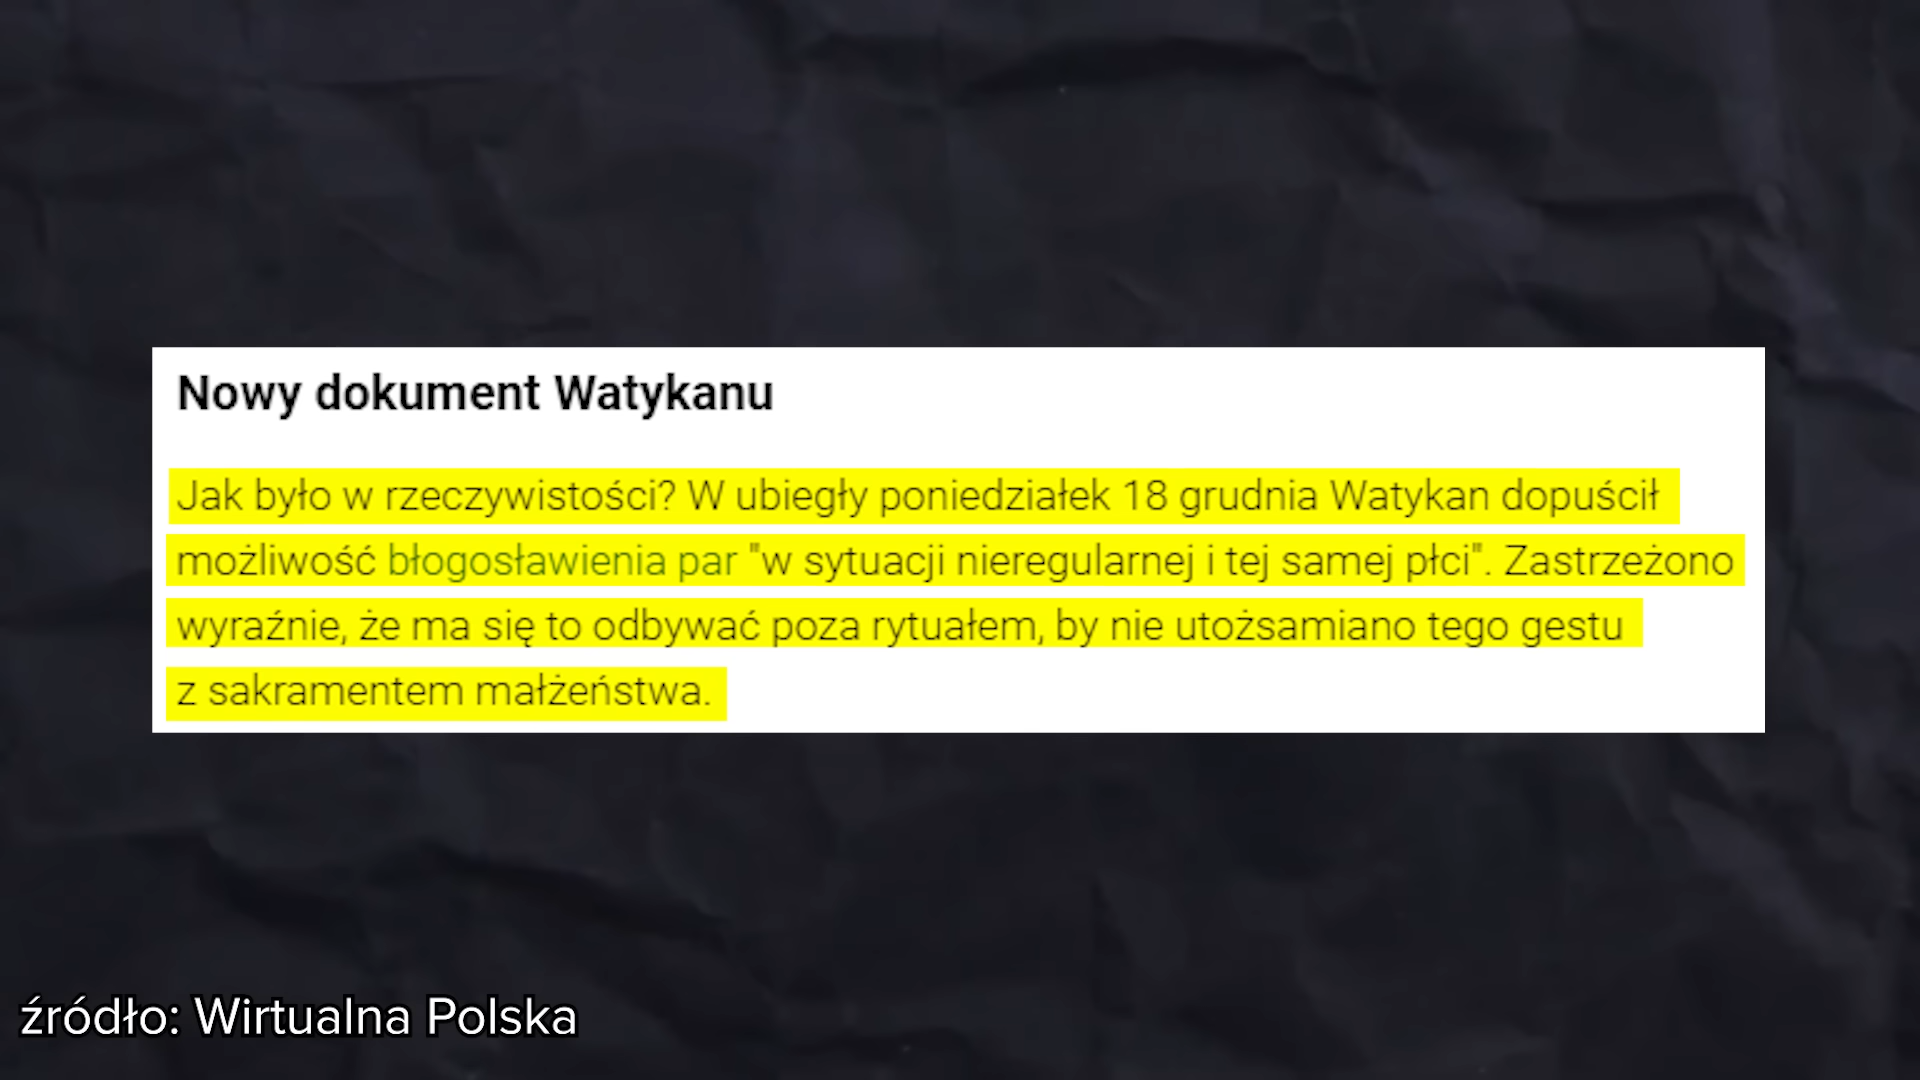 Nowy dokument Watykanu
Jak było w rzeczywistości? W ubiegły poniedziałek 18 grudnia Watykan dopuścił
możliwość błogosławienia par "w sytuacji nieregularnej i tej samej płci". Zastrzeżono
wyraźnie, że ma się to odbywać poza rytuałem, by nie utożsamiano tego gestu
z sakramentem małżeństwa.
źródło: Wirtualna Polska